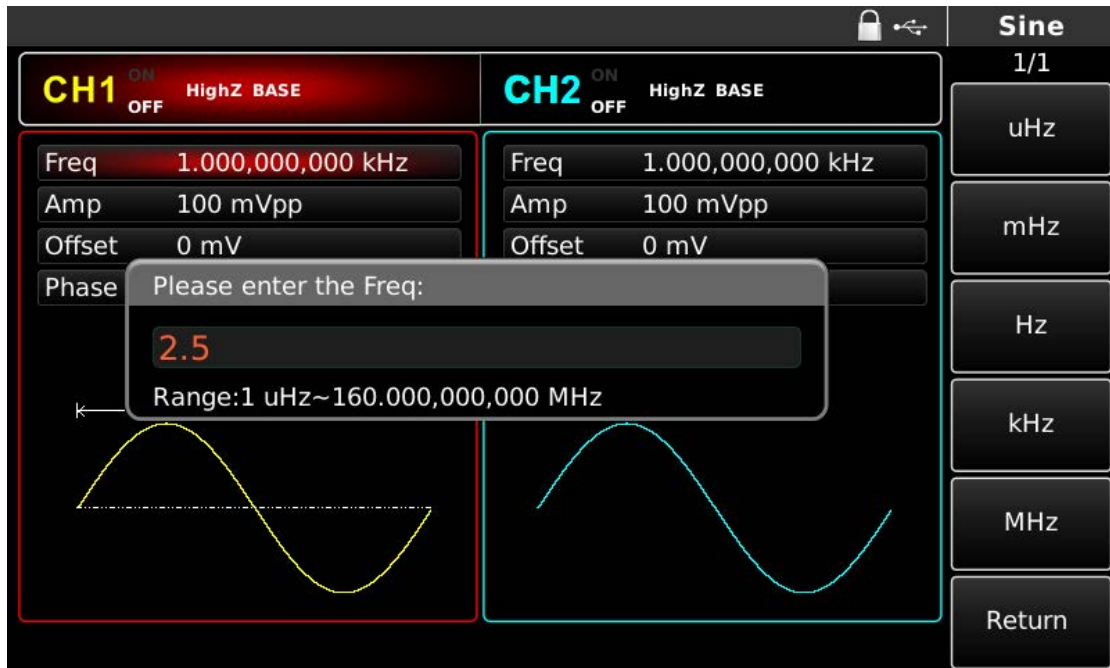 Sine
1/1
CH1 ON OFF HighZ BASE
CH2 ON OFF HighZ BASE
Freq 1.000,000,000 kHz
Amp 100 mVpp
Offset 0 mV
Phase
Freq 1.000,000,000 kHz
Amp 100 mVpp
Offset 0 mV
Please enter the Freq:
2.5
Range:1 uHz~160.000,000,000 MHz
uHz
mHz
Hz
kHz
MHz
Return